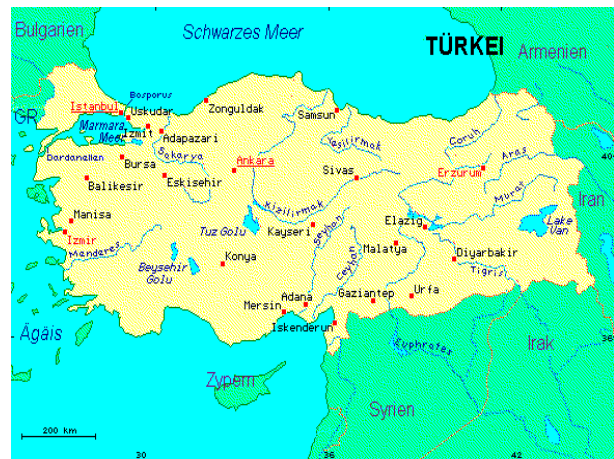 Bulgarien
Schwarzes Meer
TÜRKEI
Armenien
Bosporus
Istanbul
Uskudar
Zonguldak
Samsun
GR
Marmara
Meer
Izmit
Adapazari
Yesilirmak
Coruh
Dardanellen
Bursa
Sakarya
Ankara
Sivas
Erzurum
Aras
40
Balikesir
Eskisehir
Murat
Iran
Manisa
Kizilirmak
Elazig
Lake
Van
Izmir
Tuz Golu
Kayseri
Seyhan
Malatya
Diyarbakir
Menderes
Beysehir
Golu
Konya
Ceyhan
Tigris
Adana
Gaziantep
Urfa
Mersin
Ägäis
Iskenderun
Euphrates
Irak
36°
Zypern
Syrien
200 km
30
36
42